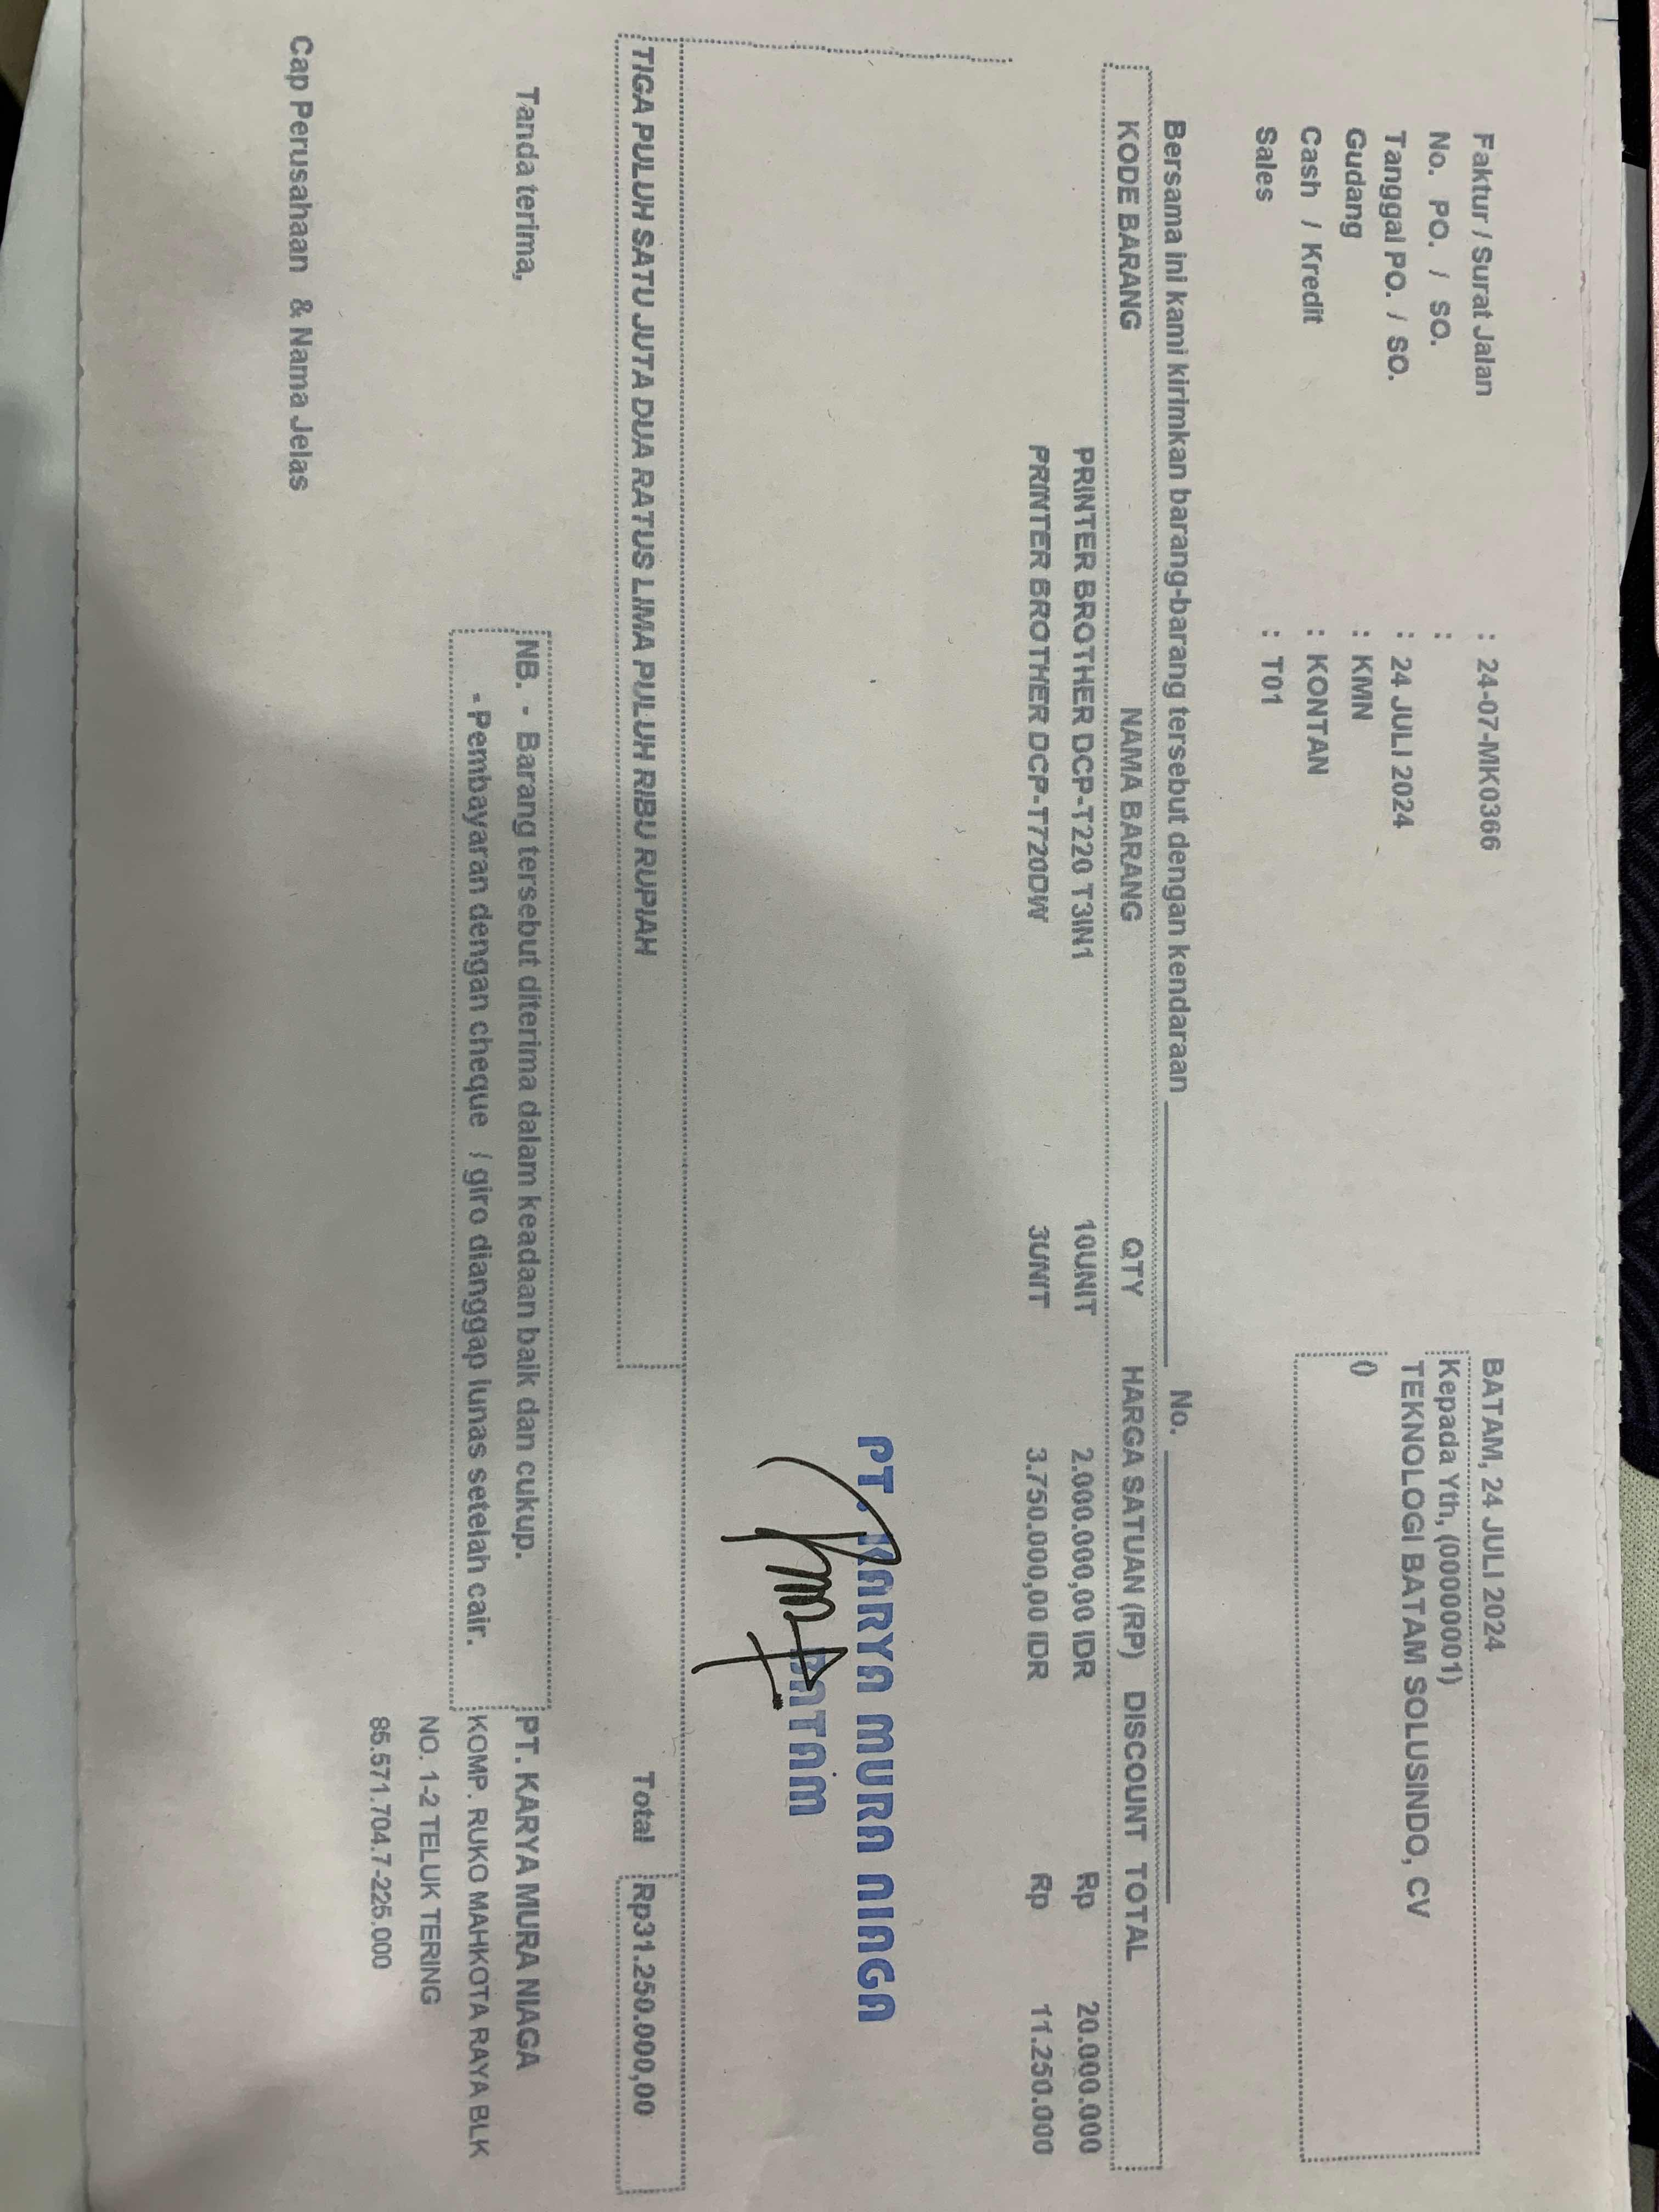 BATAM, 24 JULI 2024
Faktur / Surat Jalan : 24-07-MK0366
Kepada Yth, (0000001)
No. PO. / SO. :
TEKNOLOGI BATAM SOLUSINDO, CV
Tanggal PO. / SO. : 24 JULI 2024
Gudang : KMN
0
Cash / Kredit : KONTAN
Sales : T01
Bersama ini kami kirimkan barang-barang tersebut dengan kendaraan No.
KODE BARANG NAMA BARANG QTY HARGA SATUAN (RP) DISCOUNT TOTAL
PRINTER BROTHER DCP-T220 T3IN1 10UNIT 2.000.000,00 IDR Rp 20.000.000
PRINTER BROTHER DCP-T720DW 3UNIT 3.750.000,00 IDR Rp 11.250.000
PT. KARYA MURA NIAGA
BATAM
TIGA PULUH SATU JUTA DUA RATUS LIMA PULUH RIBU RUPIAH Total Rp31.250.000,00
Tanda terima, NB. - Barang tersebut diterima dalam keadaan baik dan cukup. PT. KARYA MURA NIAGA
- Pembayaran dengan cheque / giro dianggap lunas setelah cair. KOMP. RUKO MAHKOTA RAYA BLK
NO. 1-2 TELUK TERING
85.571.704.7-225.000
Cap Perusahaan & Nama Jelas